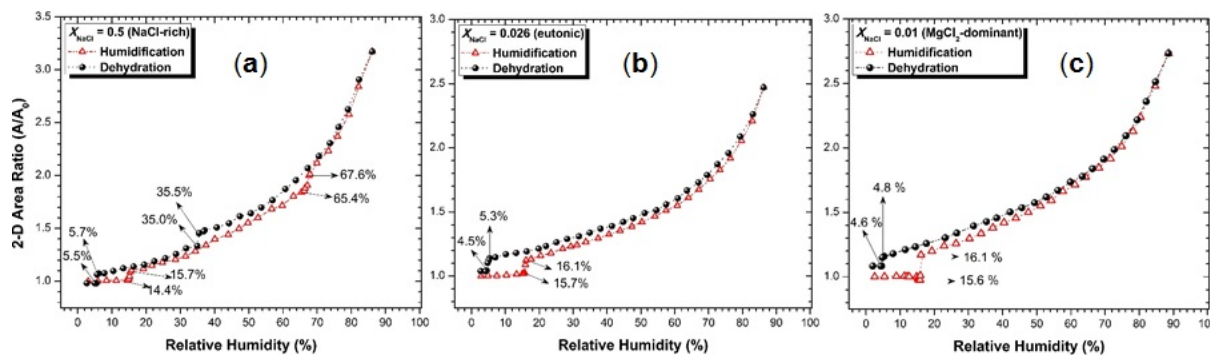 X_NaCl = 0.5 (NaCl-rich)
Humidification
Dehydration
(a)
3.5
3.0
2.5
2.0
1.5
1.0
0.5
2-D Area Ratio (A/A₀)
67.6%
65.4%
35.5%
35.0%
5.7%
5.5%
15.7%
14.4%
0 10 20 30 40 50 60 70 80 90 100
Relative Humidity (%)
X_NaCl = 0.026 (eutonic)
Humidification
Dehydration
(b)
3.0
2.5
2.0
1.5
1.0
0.5
5.3%
4.5%
16.1%
15.7%
0 10 20 30 40 50 60 70 80 90 100
Relative Humidity (%)
X_NaCl = 0.01 (MgCl₂-dominant)
Humidification
Dehydration
(c)
3.0
2.5
2.0
1.5
1.0
0.5
4.8 %
4.6 %
16.1 %
15.6 %
0 10 20 30 40 50 60 70 80 90 100
Relative Humidity (%)